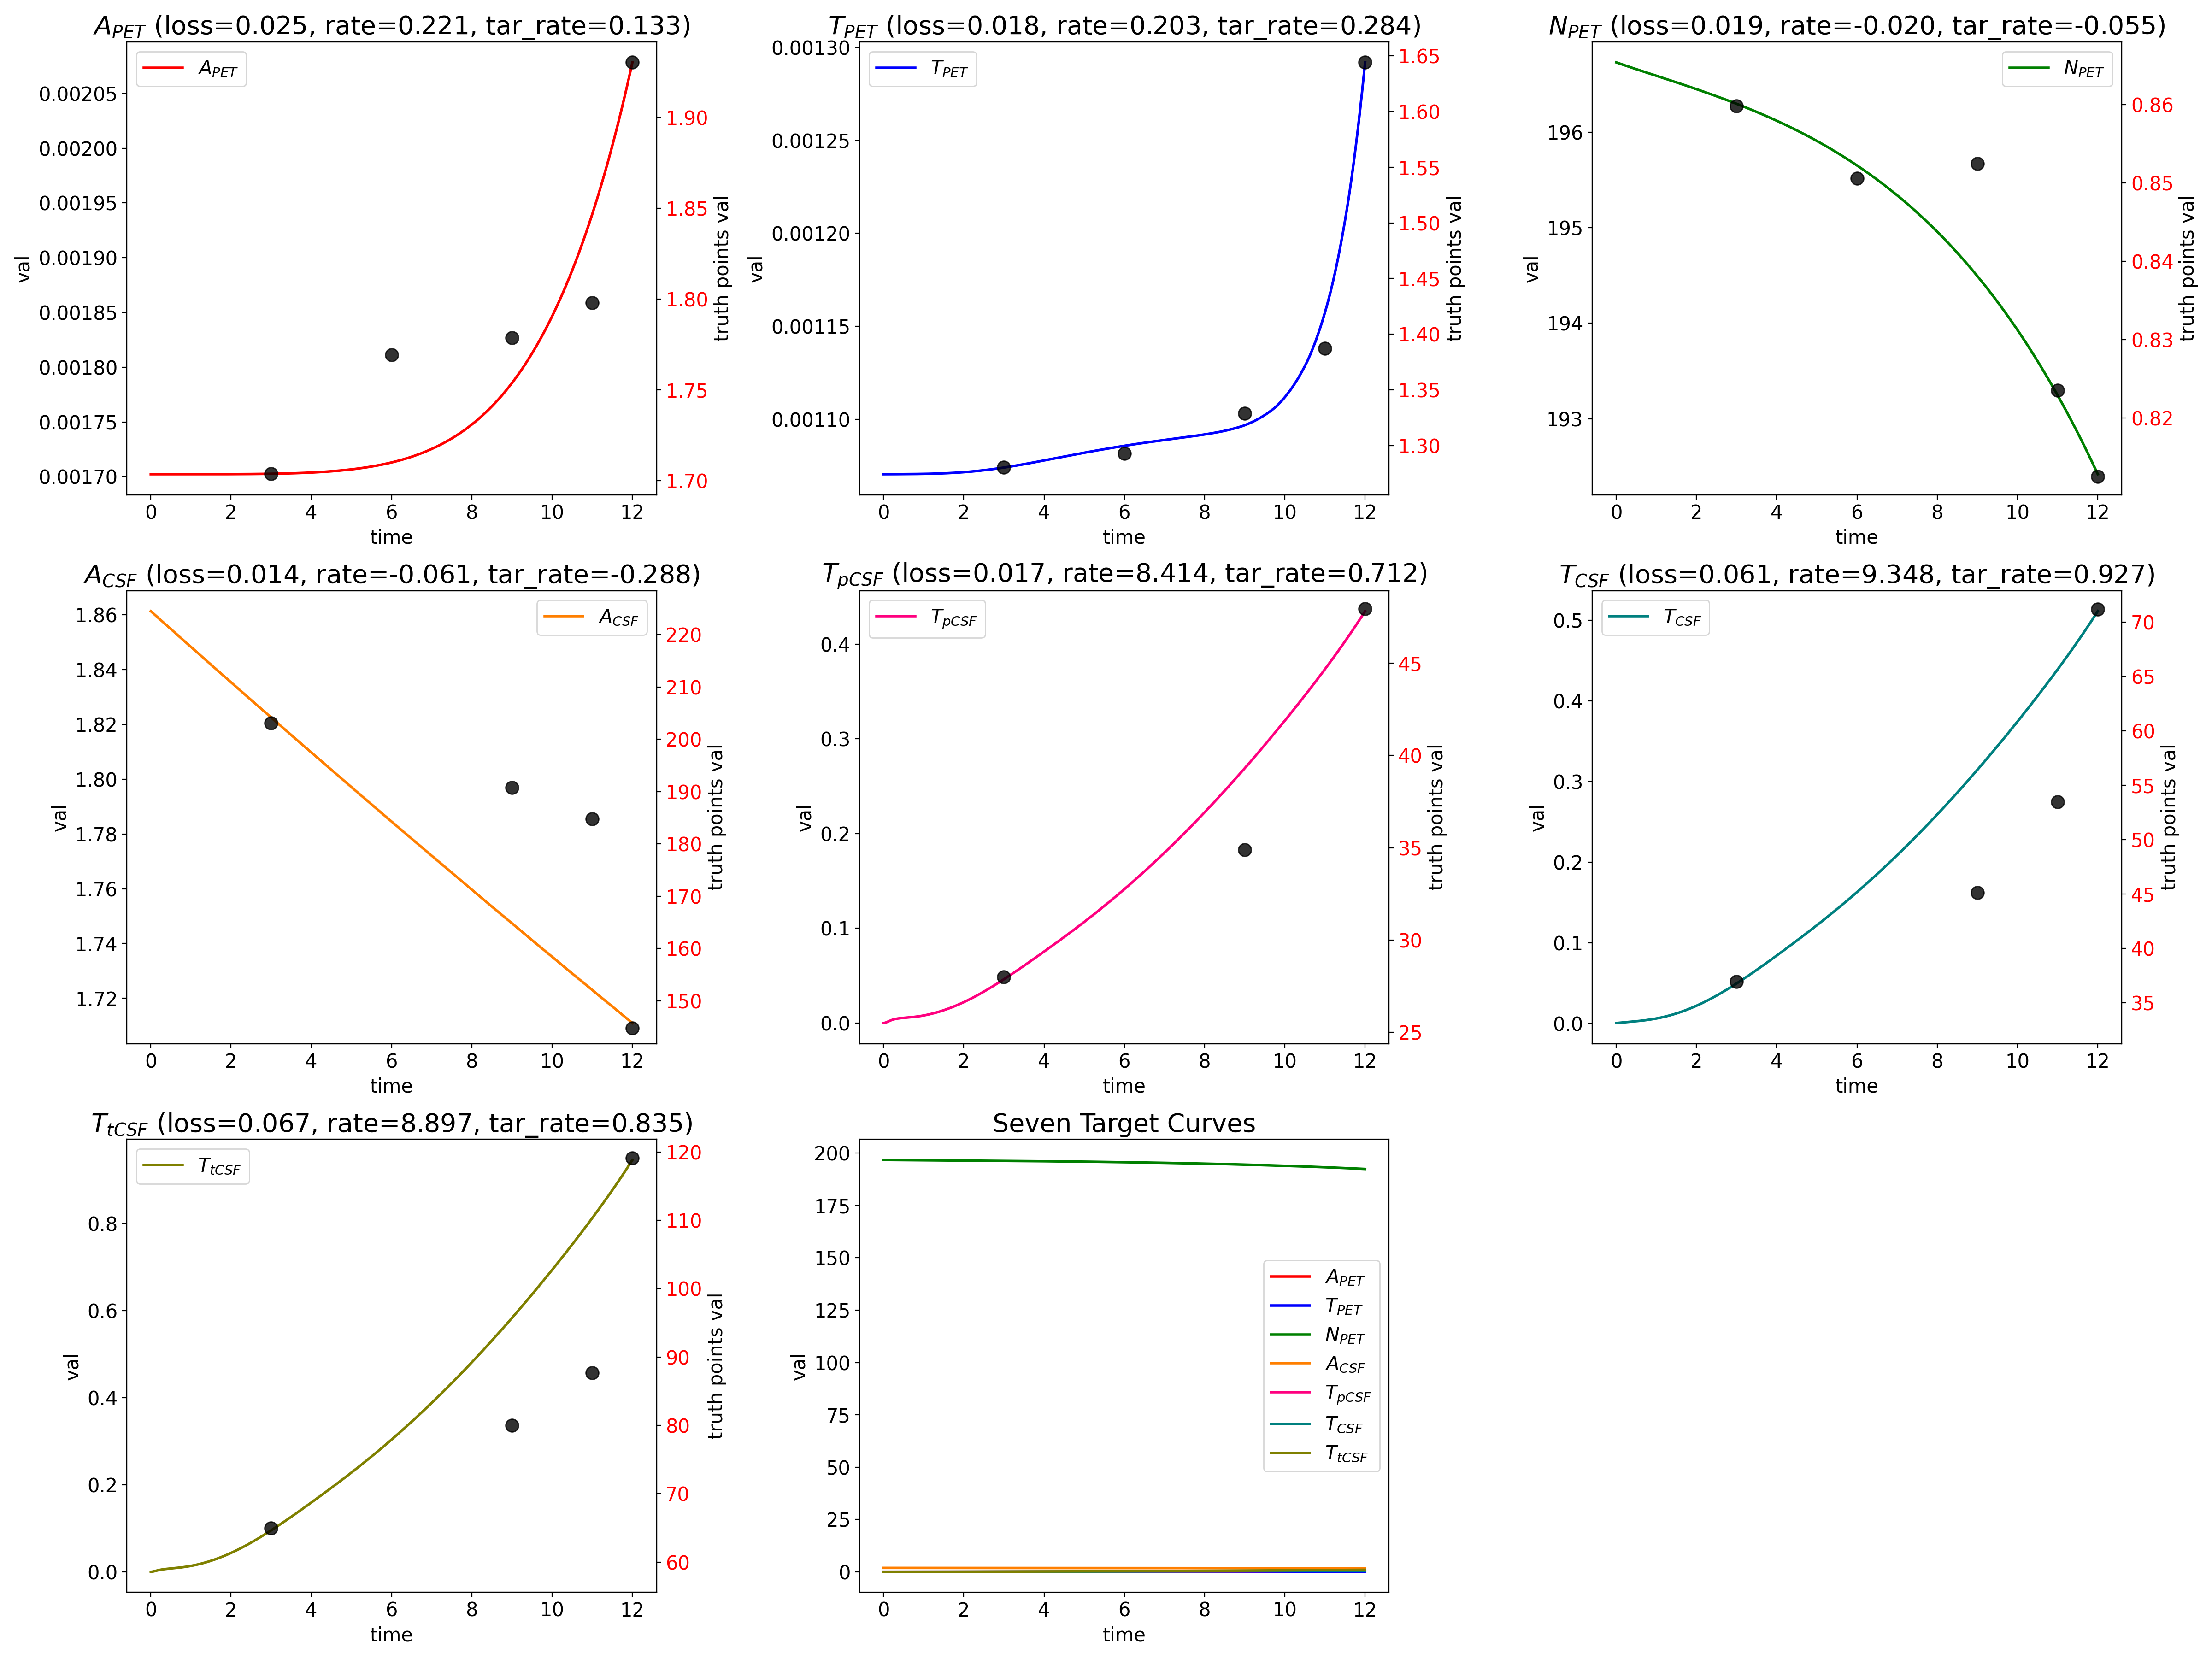 A_PET (loss=0.025, rate=0.221, tar_rate=0.133)
A_PET
0.00205
0.00200
0.00195
0.00190
0.00185
0.00180
0.00175
0.00170
val
1.90
1.85
1.80
1.75
1.70
truth points val
0 2 4 6 8 10 12
time
T_PET (loss=0.018, rate=0.203, tar_rate=0.284)
T_PET
0.00130
0.00125
0.00120
0.00115
0.00110
val
1.65
1.60
1.55
1.50
1.45
1.40
1.35
1.30
truth points val
0 2 4 6 8 10 12
time
N_PET (loss=0.019, rate=-0.020, tar_rate=-0.055)
N_PET
196
195
194
193
val
0.86
0.85
0.84
0.83
0.82
truth points val
0 2 4 6 8 10 12
time
A_CSF (loss=0.014, rate=-0.061, tar_rate=-0.288)
A_CSF
1.86
1.84
1.82
1.80
1.78
1.76
1.74
1.72
val
220
210
200
190
180
170
160
150
truth points val
0 2 4 6 8 10 12
time
T_pCSF (loss=0.017, rate=8.414, tar_rate=0.712)
T_pCSF
0.4
0.3
0.2
0.1
0.0
val
45
40
35
30
25
truth points val
0 2 4 6 8 10 12
time
T_CSF (loss=0.061, rate=9.348, tar_rate=0.927)
T_CSF
0.5
0.4
0.3
0.2
0.1
0.0
val
70
65
60
55
50
45
40
35
truth points val
0 2 4 6 8 10 12
time
T_tCSF (loss=0.067, rate=8.897, tar_rate=0.835)
T_tCSF
0.8
0.6
0.4
0.2
0.0
val
120
110
100
90
80
70
60
truth points val
0 2 4 6 8 10 12
time
Seven Target Curves
200
175
150
125
100
75
50
25
0
val
A_PET
T_PET
N_PET
A_CSF
T_pCSF
T_CSF
T_tCSF
0 2 4 6 8 10 12
time